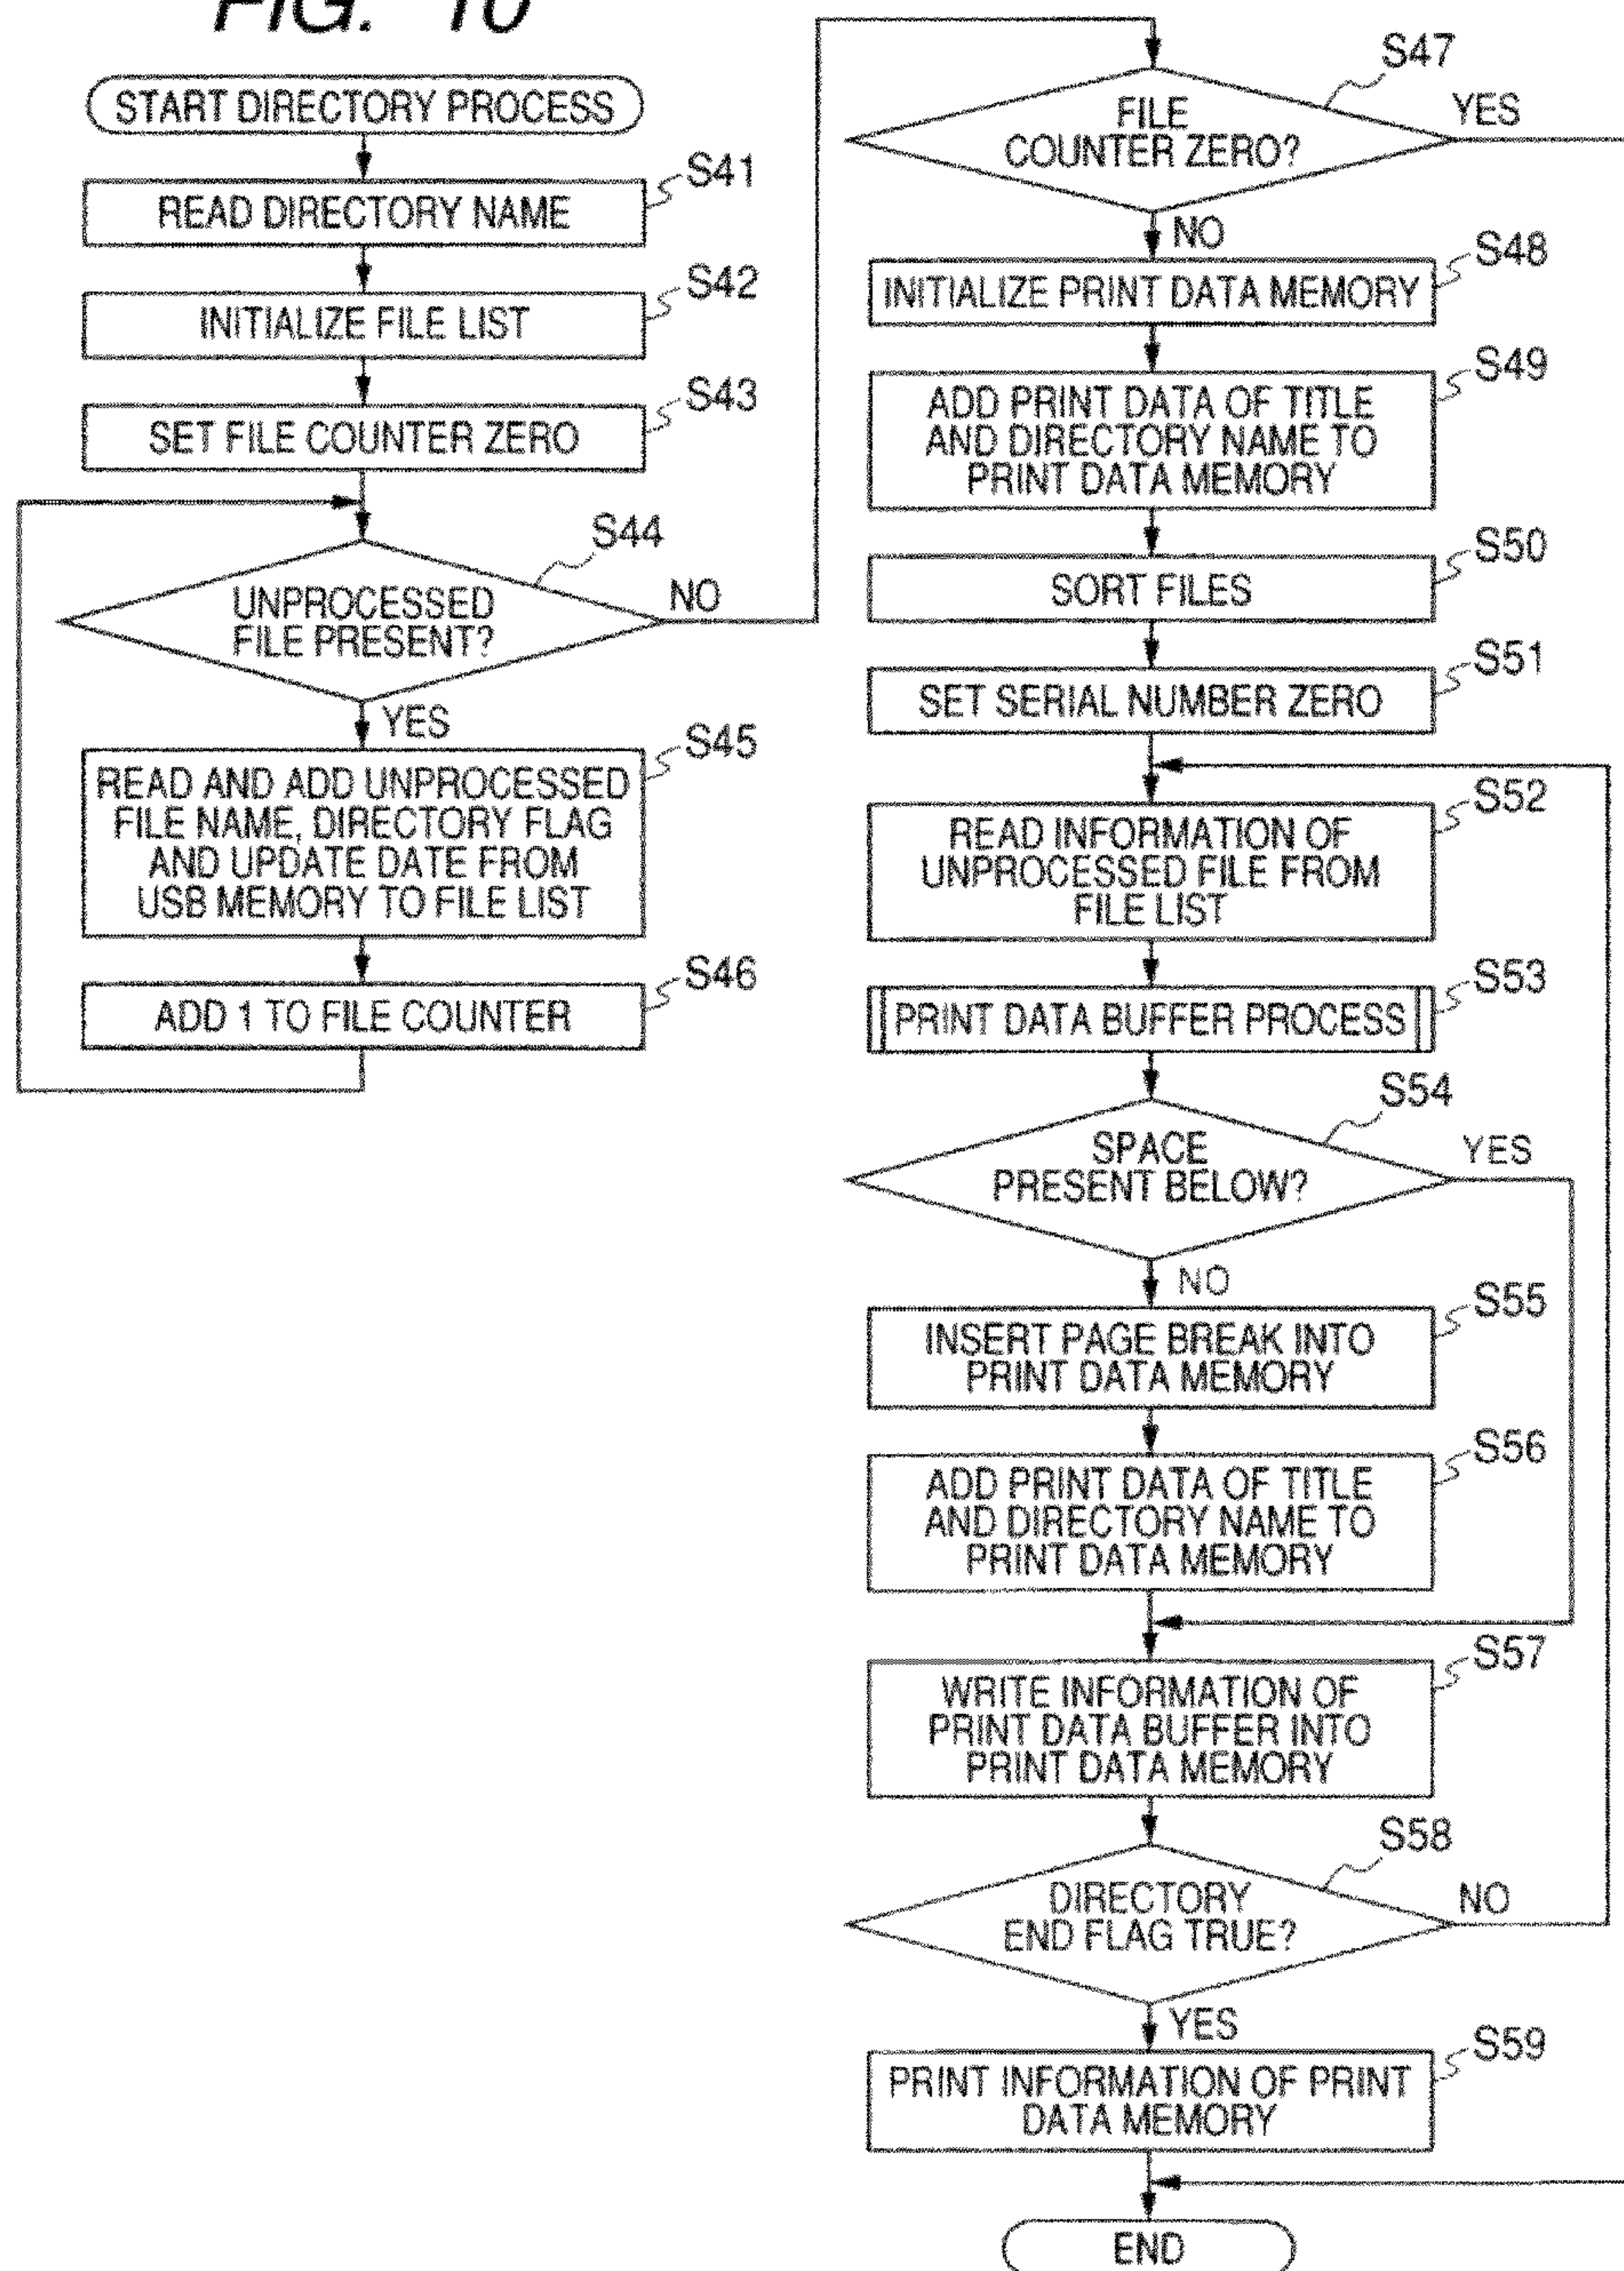 FIG. 10
START DIRECTORY PROCESS
S41
READ DIRECTORY NAME
S42
INITIALIZE FILE LIST
S43
SET FILE COUNTER ZERO
S44
UNPROCESSED
FILE PRESENT?
NO
YES
S45
READ AND ADD UNPROCESSED
FILE NAME, DIRECTORY FLAG
AND UPDATE DATE FROM
USB MEMORY TO FILE LIST
S46
ADD 1 TO FILE COUNTER
S47
FILE
COUNTER ZERO?
YES
NO
S48
INITIALIZE PRINT DATA MEMORY
S49
ADD PRINT DATA OF TITLE
AND DIRECTORY NAME TO
PRINT DATA MEMORY
S50
SORT FILES
S51
SET SERIAL NUMBER ZERO
S52
READ INFORMATION OF
UNPROCESSED FILE FROM
FILE LIST
S53
PRINT DATA BUFFER PROCESS
S54
SPACE
PRESENT BELOW?
YES
NO
S55
INSERT PAGE BREAK INTO
PRINT DATA MEMORY
S56
ADD PRINT DATA OF TITLE
AND DIRECTORY NAME TO
PRINT DATA MEMORY
S57
WRITE INFORMATION OF
PRINT DATA BUFFER INTO
PRINT DATA MEMORY
S58
DIRECTORY
END FLAG TRUE?
NO
YES
S59
PRINT INFORMATION OF PRINT
DATA MEMORY
END